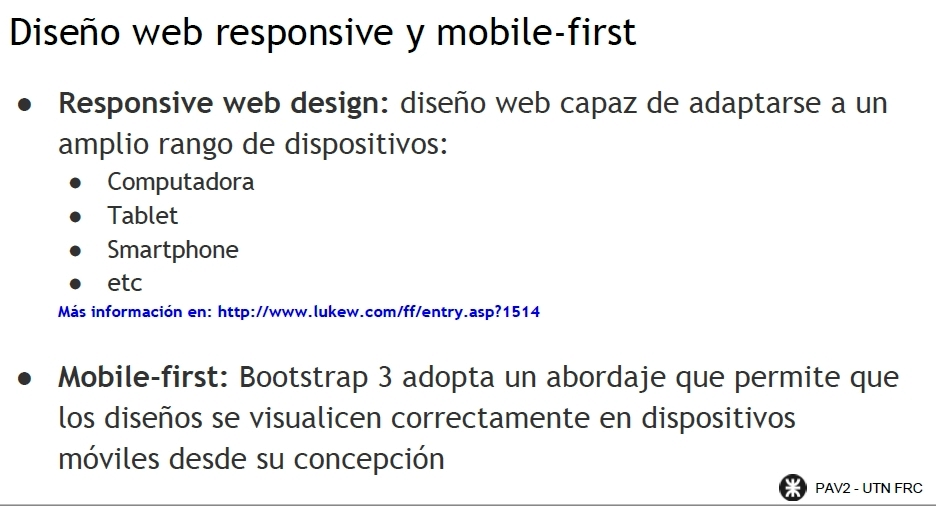 Diseño web responsive y mobile-first
● Responsive web design: diseño web capaz de adaptarse a un
amplio rango de dispositivos:
● Computadora
● Tablet
● Smartphone
● etc
Más información en: http://www.lukew.com/ff/entry.asp?1514
● Mobile-first: Bootstrap 3 adopta un abordaje que permite que
los diseños se visualicen correctamente en dispositivos
móviles desde su concepción
PAV2 - UTN FRC